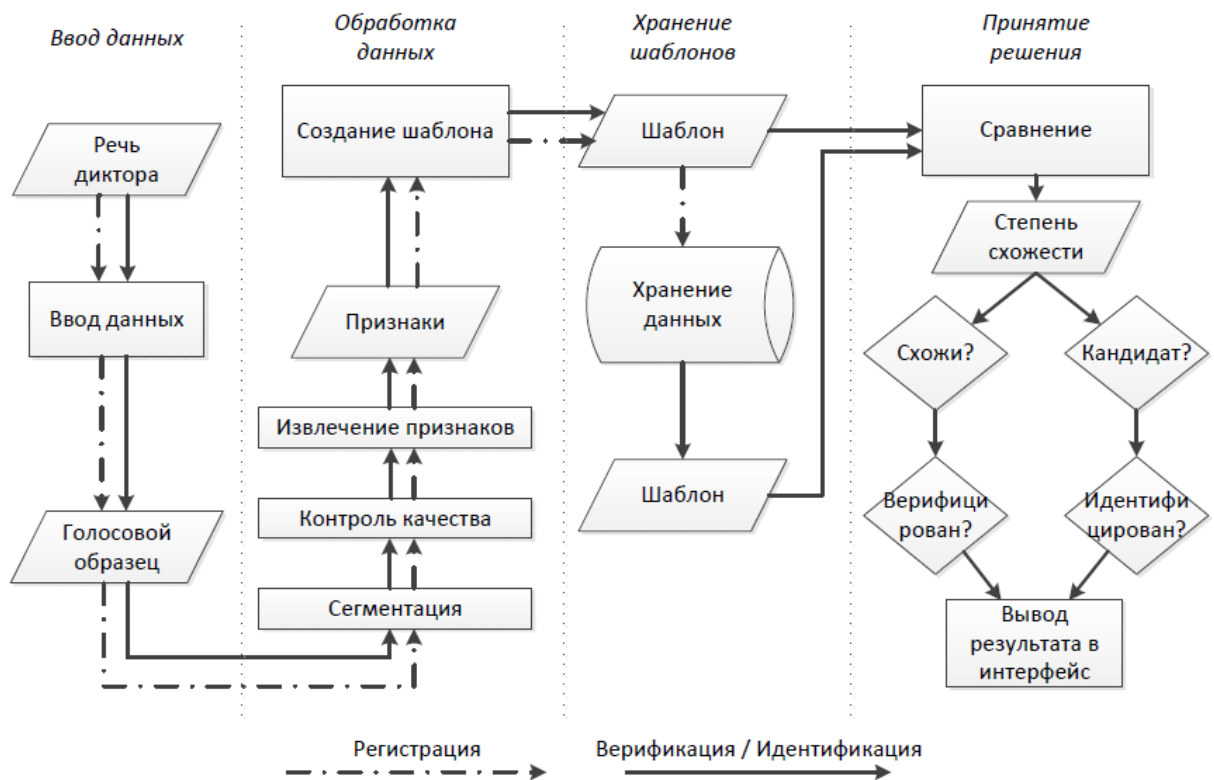 Ввод данных
Обработка
данных
Хранение
шаблонов
Принятие
решения
Речь
диктора
Ввод данных
Голосовой
образец
Создание шаблона
Признаки
Извлечение признаков
Контроль качества
Сегментация
Шаблон
Хранение
данных
Шаблон
Сравнение
Степень
схожести
Схожи?
Кандидат?
Верифици
рован?
Идентифи
цирован?
Вывод
результата в
интерфейс
Регистрация
Верификация / Идентификация